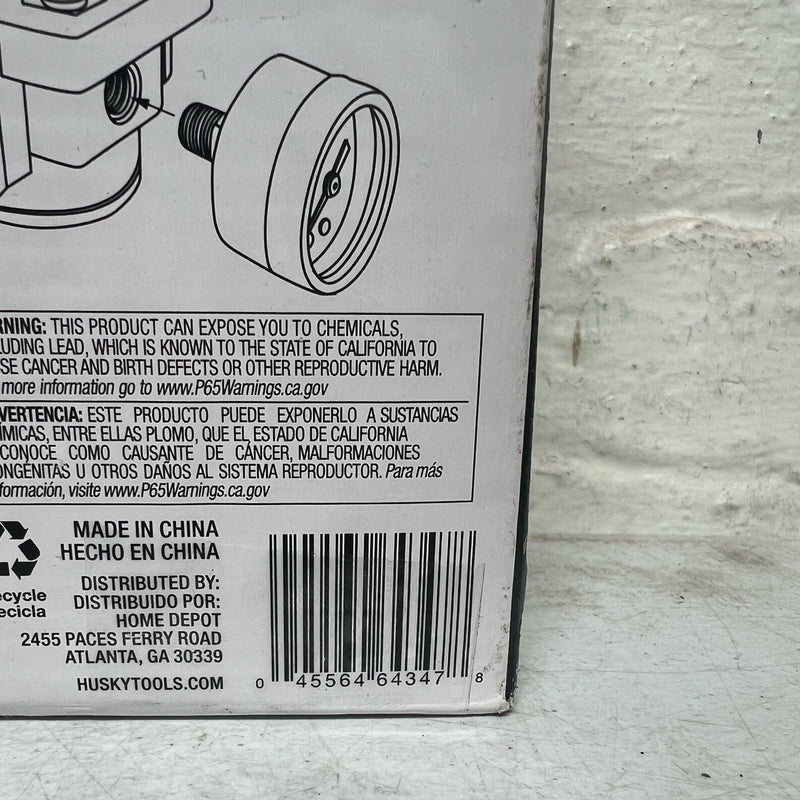 RNING: THIS PRODUCT CAN EXPOSE YOU TO CHEMICALS,
LUDING LEAD, WHICH IS KNOWN TO THE STATE OF CALIFORNIA TO
SE CANCER AND BIRTH DEFECTS OR OTHER REPRODUCTIVE HARM.
more information go to www.P65Warnings.ca.gov
VERTENCIA: ESTE PRODUCTO PUEDE EXPONERLO A SUSTANCIAS
ÍMICAS, ENTRE ELLAS PLOMO, QUE EL ESTADO DE CALIFORNIA
CONOCE COMO CAUSANTE DE CÁNCER, MALFORMACIONES
ONGÉNITAS U OTROS DAÑOS AL SISTEMA REPRODUCTOR. Para más
formación, visite www.P65Warnings.ca.gov
ecycle
ecicla
MADE IN CHINA
HECHO EN CHINA
DISTRIBUTED BY:
DISTRIBUIDO POR:
HOME DEPOT
2455 PACES FERRY ROAD
ATLANTA, GA 30339
HUSKYTOOLS.COM
0 45564 64347 8